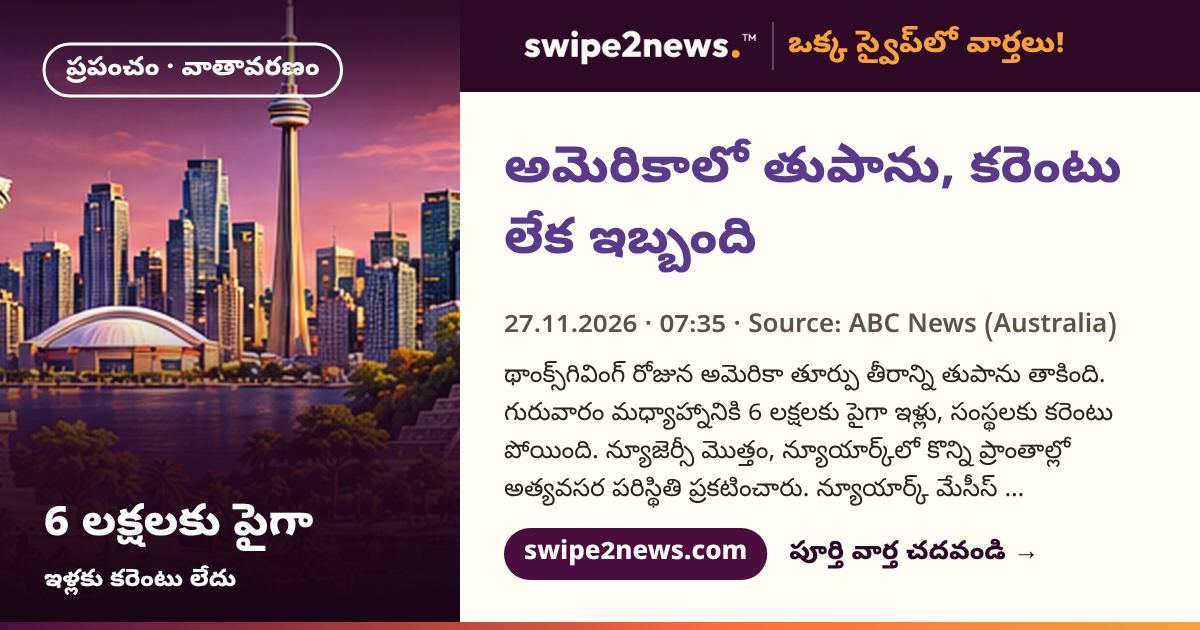 ప్రపంచం · వాతావరణం
swipe2news.™
ఒక్క స్వైప్‌లో వార్తలు!
అమెరికాలో తుపాను, కరెంటు
లేక ఇబ్బంది
27.11.2026 · 07:35 · Source: ABC News (Australia)
థాంక్స్‌గివింగ్ రోజున అమెరికా తూర్పు తీరాన్ని తుపాను తాకింది.
గురువారం మధ్యాహ్నానికి 6 లక్షలకు పైగా ఇళ్లు, సంస్థలకు కరెంటు
పోయింది. న్యూజెర్సీ మొత్తం, న్యూయార్క్‌లో కొన్ని ప్రాంతాల్లో
అత్యవసర పరిస్థితి ప్రకటించారు. న్యూయార్క్ మేసీస్ ...
6 లక్షలకు పైగా
ఇళ్లకు కరెంటు లేదు
swipe2news.com
పూర్తి వార్త చదవండి →